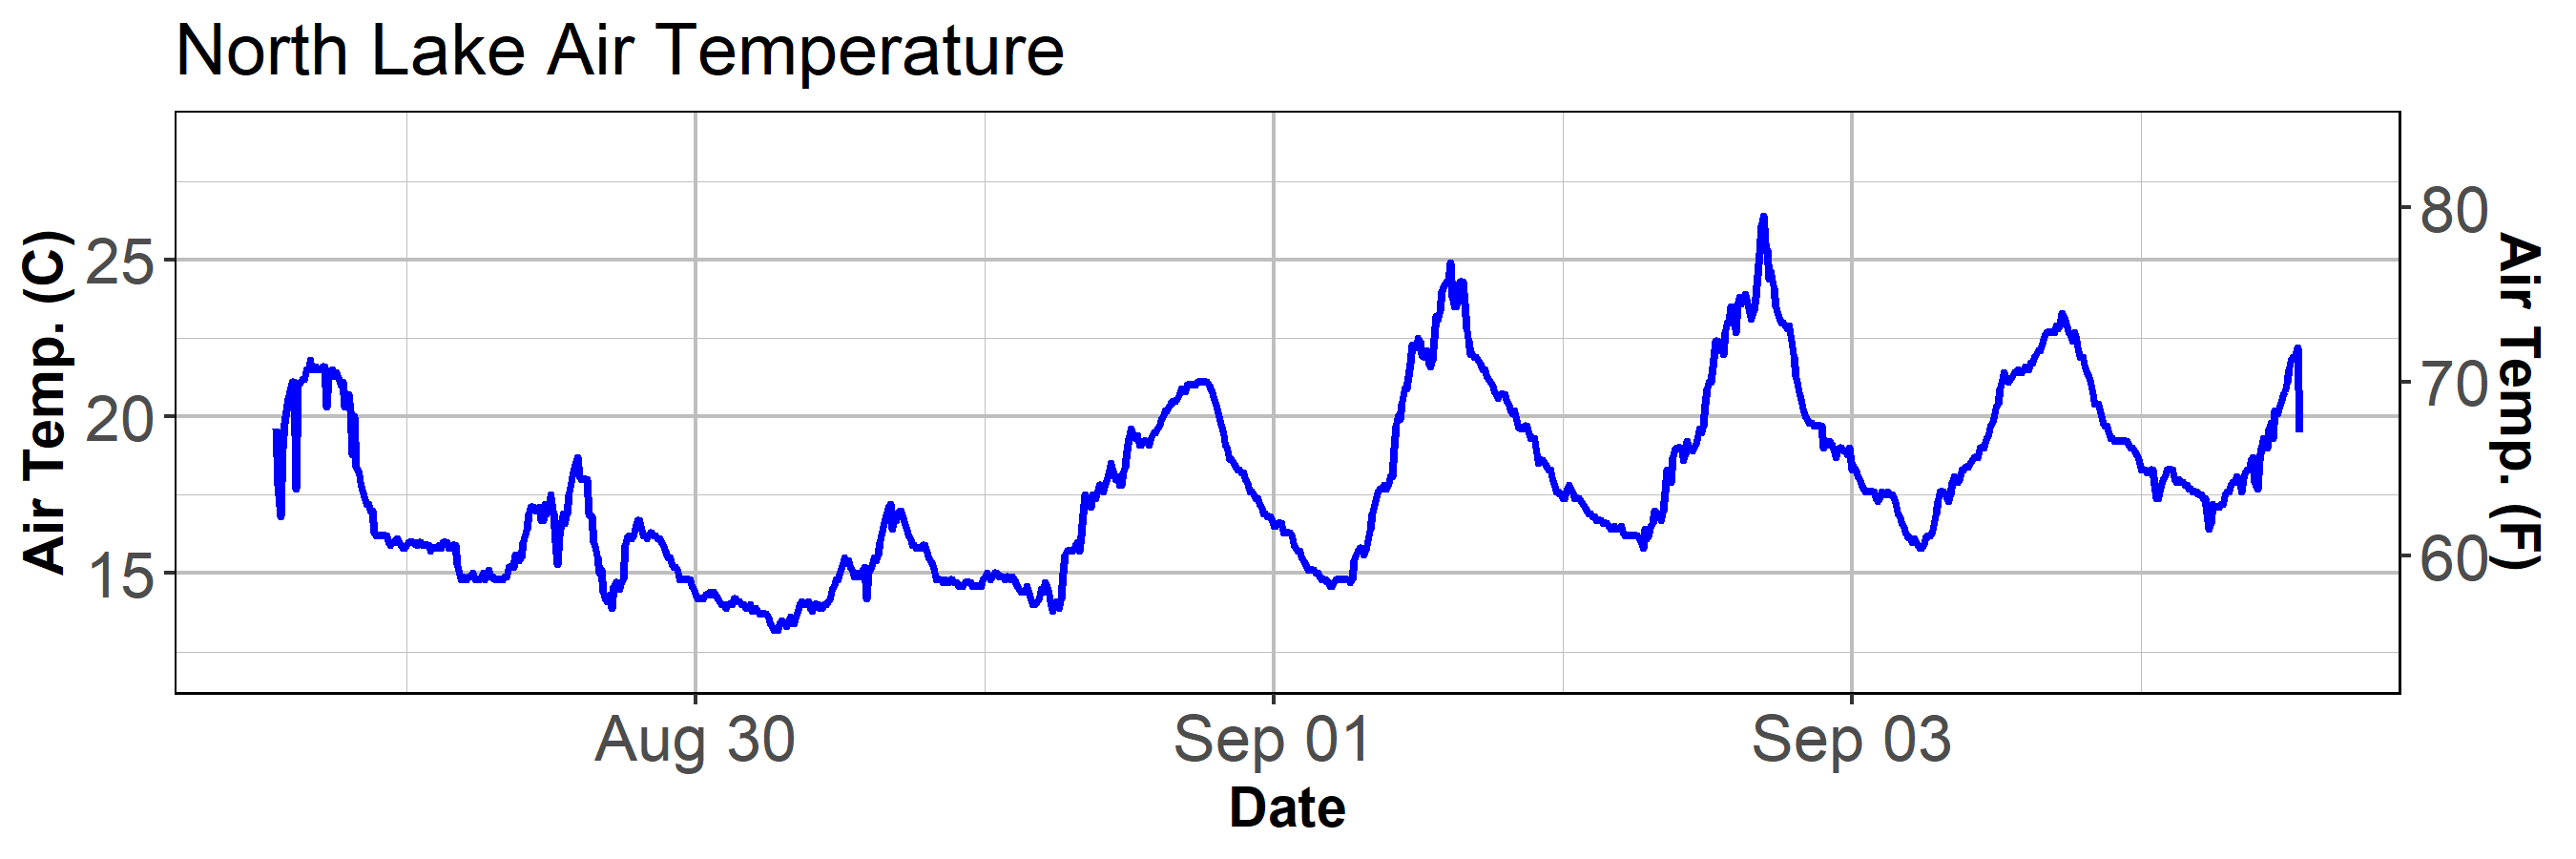 North Lake Air Temperature
Air Temp. (C)
25
20
15
80
70
60
Air Temp. (F)
Aug 30
Sep 01
Sep 03
Date